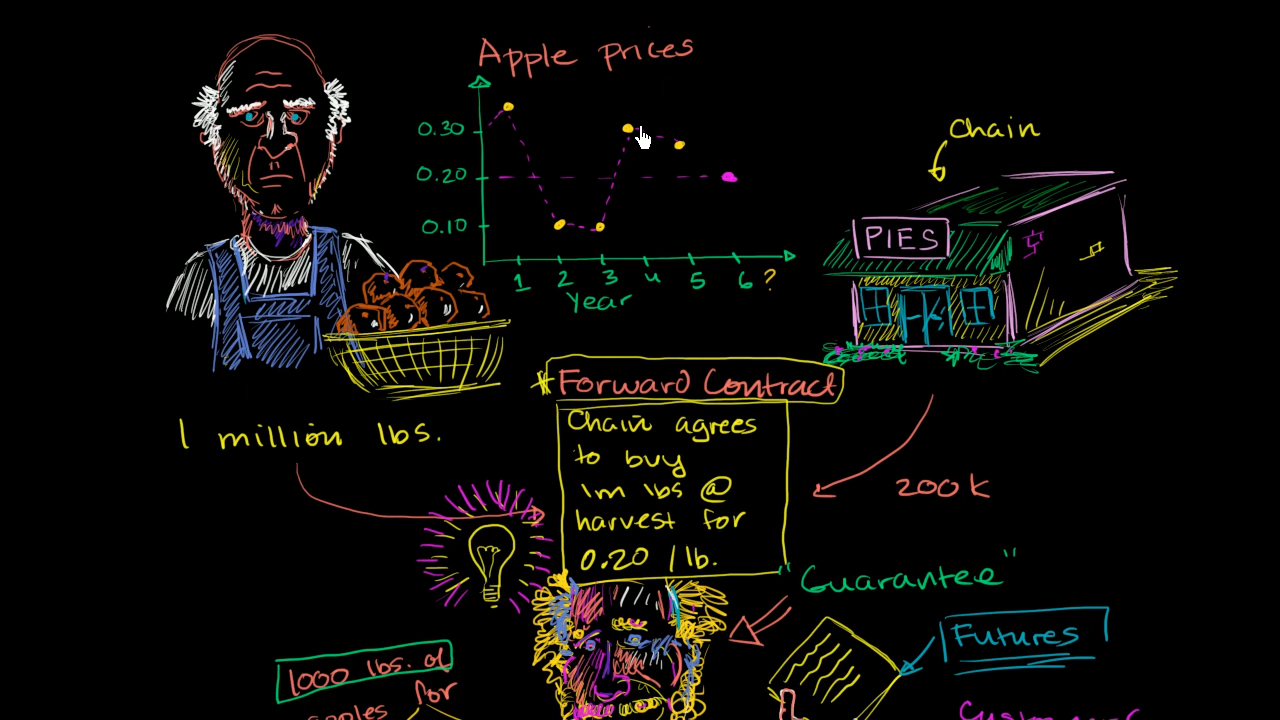 Apple prices
0.30
0.20
0.10
1 2 3 4 5 6 ?
Year
Chain
PIES
1 million lbs.
Forward Contract
Chain agrees
to buy
1m lbs @
harvest for
0.20 / lb.
200k
"Guarantee"
Futures
1000 lbs. of
apples
for